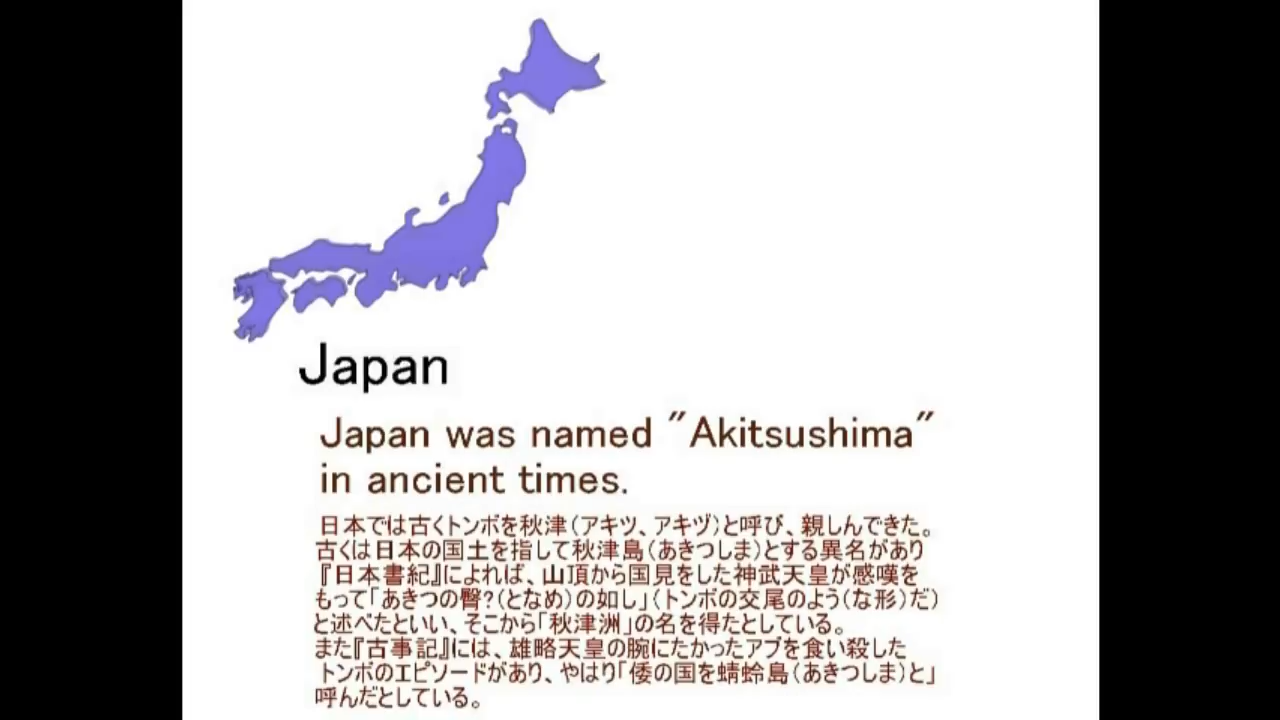 Japan
Japan was named "Akitsushima"
in ancient times.
日本では古くトンボを秋津（アキツ、アキヅ）と呼び、親しんできた。
古くは日本の国土を指して秋津島（あきつしま）とする異名があり
『日本書紀』によれば、山頂から国見をした神武天皇が感嘆を
もって「あきつの臀?（となめ）の如し」（トンボの交尾のよう（な形）だ）
と述べたといい、そこから「秋津洲」の名を得たとしている。
また『古事記』には、雄略天皇の腕にたかったアブを食い殺した
トンボのエピソードがあり、やはり「倭の国を蜻蛉島（あきつしま）と」
呼んだとしている。